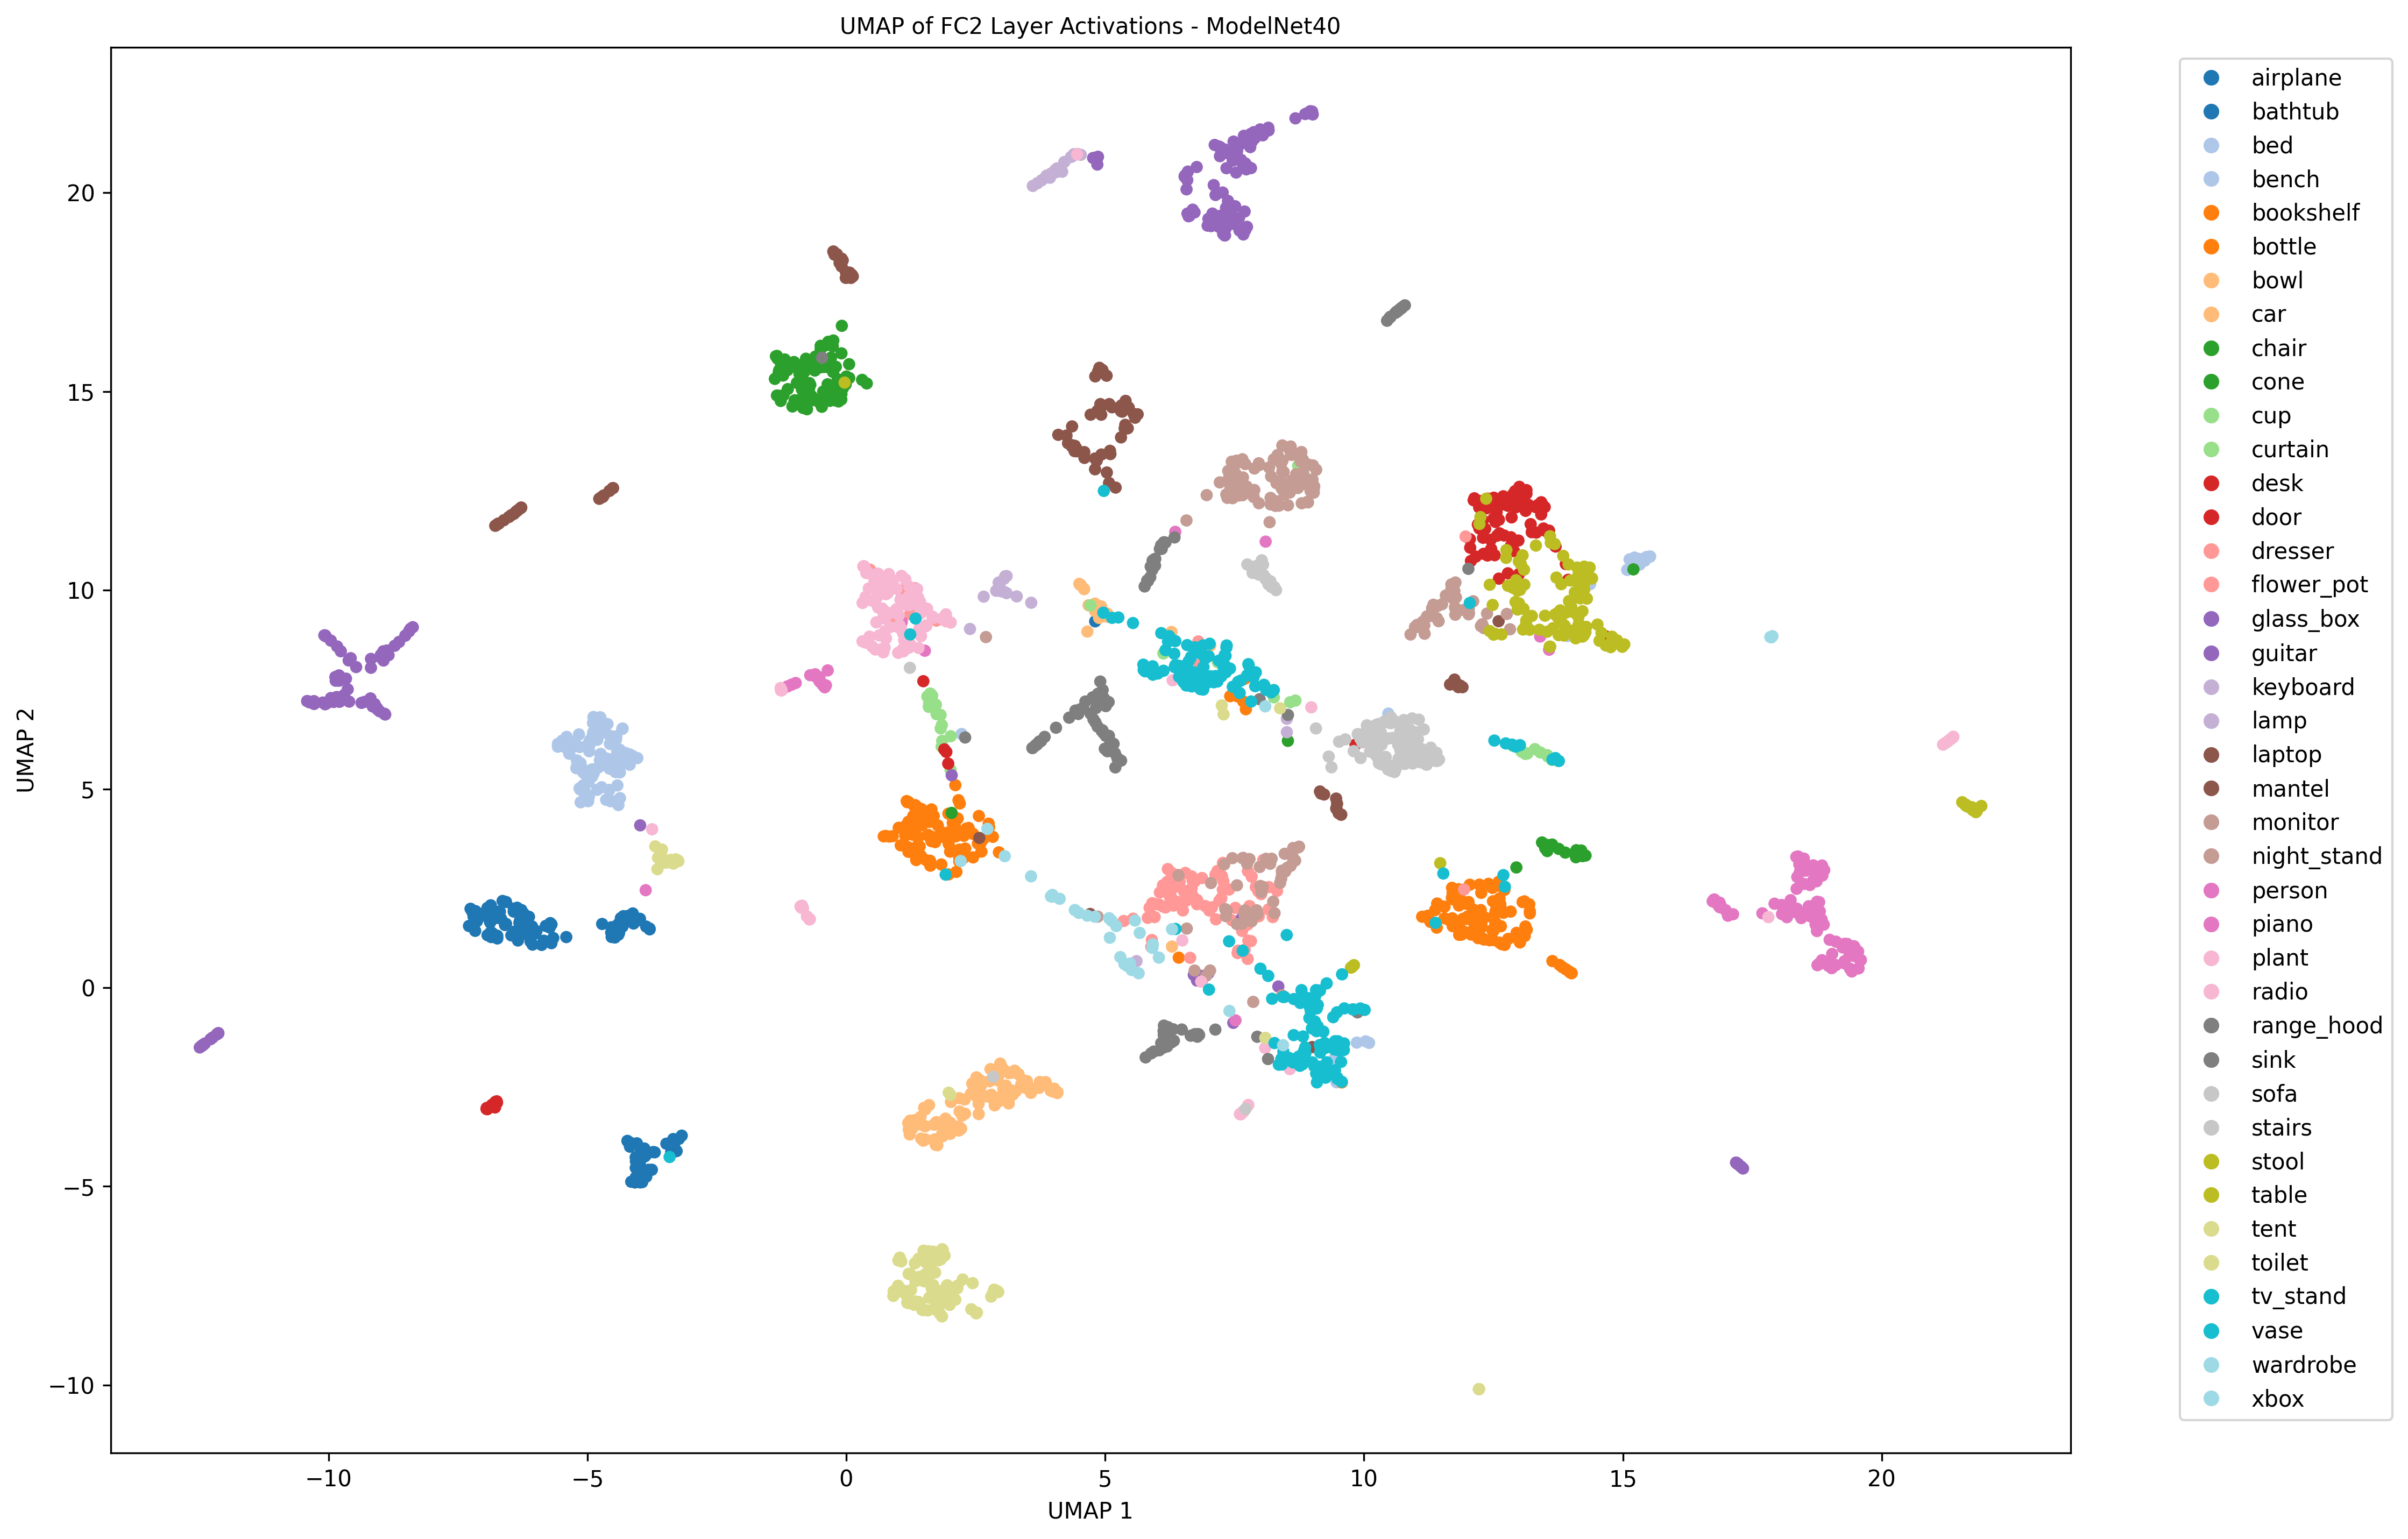 UMAP of FC2 Layer Activations - ModelNet40
20
15
10
5
0
−5
−10
UMAP 2
−10
−5
0
5
10
15
20
UMAP 1
airplane
bathtub
bed
bench
bookshelf
bottle
bowl
car
chair
cone
cup
curtain
desk
door
dresser
flower_pot
glass_box
guitar
keyboard
lamp
laptop
mantel
monitor
night_stand
person
piano
plant
radio
range_hood
sink
sofa
stairs
stool
table
tent
toilet
tv_stand
vase
wardrobe
xbox